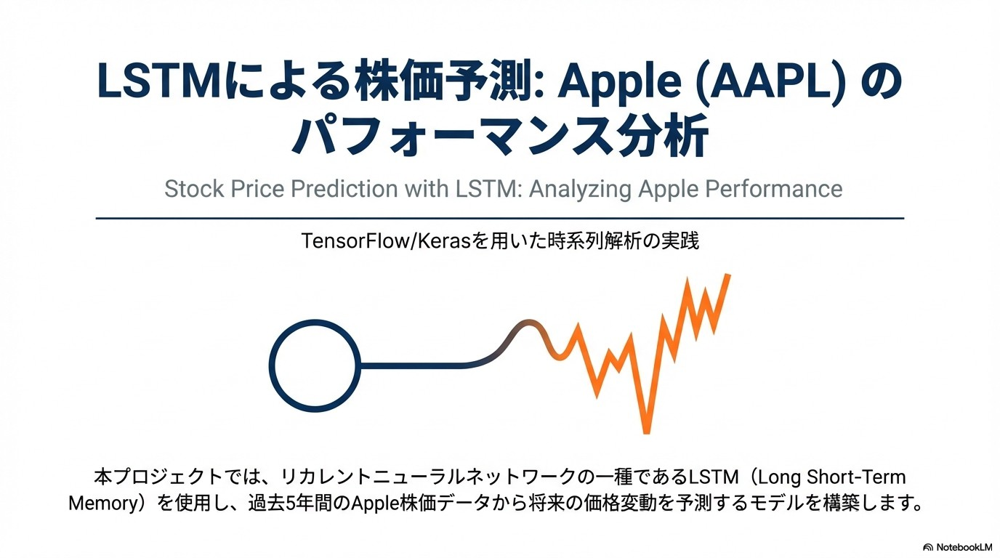 LSTMによる株価予測: Apple (AAPL) の
パフォーマンス分析
Stock Price Prediction with LSTM: Analyzing Apple Performance
TensorFlow/Kerasを用いた時系列解析の実践
本プロジェクトでは、リカレントニューラルネットワークの一種であるLSTM（Long Short-Term
Memory）を使用し、過去5年間のApple株価データから将来の価格変動を予測するモデルを構築します。
NotebookLM